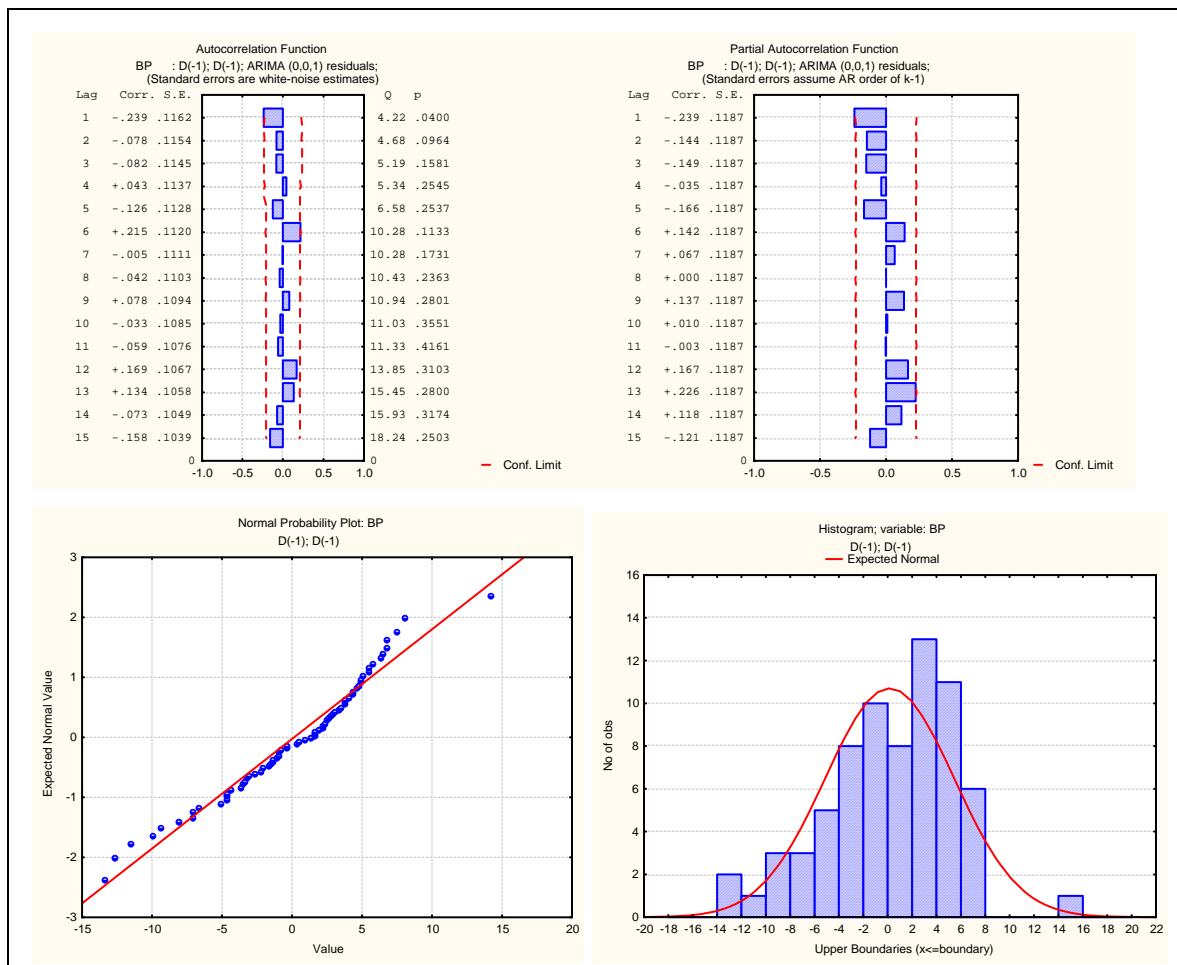 Autocorrelation Function
BP : D(-1); D(-1); ARIMA (0,0,1) residuals;
(Standard errors are white-noise estimates)
Lag Corr. S.E. Q p
1 -.239 .1162 4.22 .0400
2 -.078 .1154 4.68 .0964
3 -.082 .1145 5.19 .1581
4 +.043 .1137 5.34 .2545
5 -.126 .1128 6.58 .2537
6 +.215 .1120 10.28 .1133
7 -.005 .1111 10.28 .1731
8 -.042 .1103 10.43 .2363
9 +.078 .1094 10.94 .2801
10 -.033 .1085 11.03 .3551
11 -.059 .1076 11.33 .4161
12 +.169 .1067 13.85 .3103
13 +.134 .1058 15.45 .2800
14 -.073 .1049 15.93 .3174
15 -.158 .1039 18.24 .2503
0 0
-1.0 -0.5 0.0 0.5 1.0
Conf. Limit
Partial Autocorrelation Function
BP : D(-1); D(-1); ARIMA (0,0,1) residuals;
(Standard errors assume AR order of k-1)
Lag Corr. S.E.
1 -.239 .1187
2 -.144 .1187
3 -.149 .1187
4 -.035 .1187
5 -.166 .1187
6 +.142 .1187
7 +.067 .1187
8 +.000 .1187
9 +.137 .1187
10 +.010 .1187
11 -.003 .1187
12 +.167 .1187
13 +.226 .1187
14 +.118 .1187
15 -.121 .1187
0
-1.0 -0.5 0.0 0.5 1.0
Conf. Limit
Normal Probability Plot: BP
D(-1); D(-1)
Expected Normal Value
3
2
1
0
-1
-2
-3
-15 -10 -5 0 5 10 15 20
Value
Histogram; variable: BP
D(-1); D(-1)
Expected Normal
No of obs
16
14
12
10
8
6
4
2
0
-20 -18 -16 -14 -12 -10 -8 -6 -4 -2 0 2 4 6 8 10 12 14 16 18 20 22
Upper Boundaries (x<=boundary)